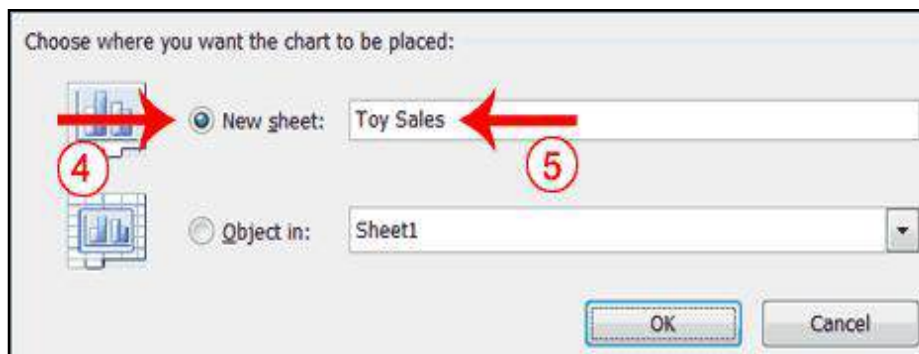 Choose where you want the chart to be placed:
New sheet: Toy Sales
4 5
Object in: Sheet1
OK Cancel